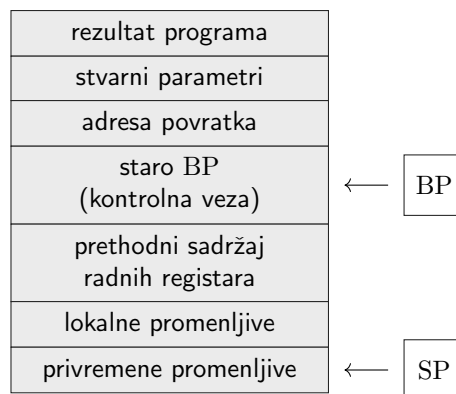 rezultat programa
stvarni parametri
adresa povratka
staro BP
(kontrolna veza)
BP
prethodni sadržaj
radnih registara
lokalne promenljive
privremene promenljive
SP